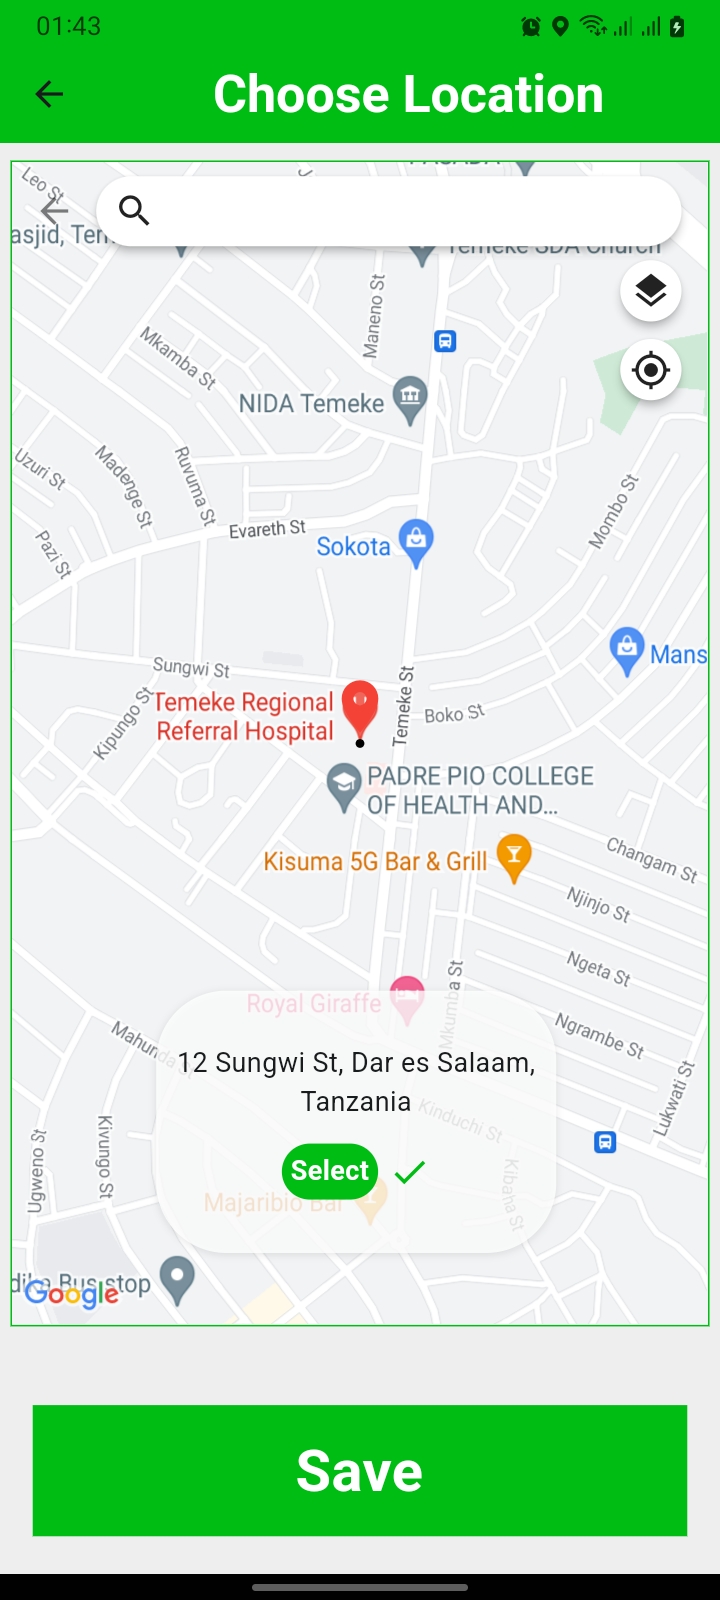 01:43
Choose Location
Leo St
Temeke SDA Church
Maneno St
Mkamba St
NIDA Temeke
Uzuri St
Madenge St
Ruvuma St
Mombo St
Evareth St
Pazi St
Sokota
Mans
Sungwi St
Temeke Regional
Referral Hospital
Kipungo St
Temeke St
Boko St
PADRE PIO COLLEGE
OF HEALTH AND...
Kisuma 5G Bar & Grill
Changam St
Njinjo St
Ngeta St
Royal Giraffe
Mkumba St
Ngrambe St
12 Sungwi St, Dar es Salaam,
Tanzania
Lukwati St
Kinduchi St
Ugweno St
Kivungo St
Select
Kibaha St
Majaribio Bar
Bus stop
Google
Save